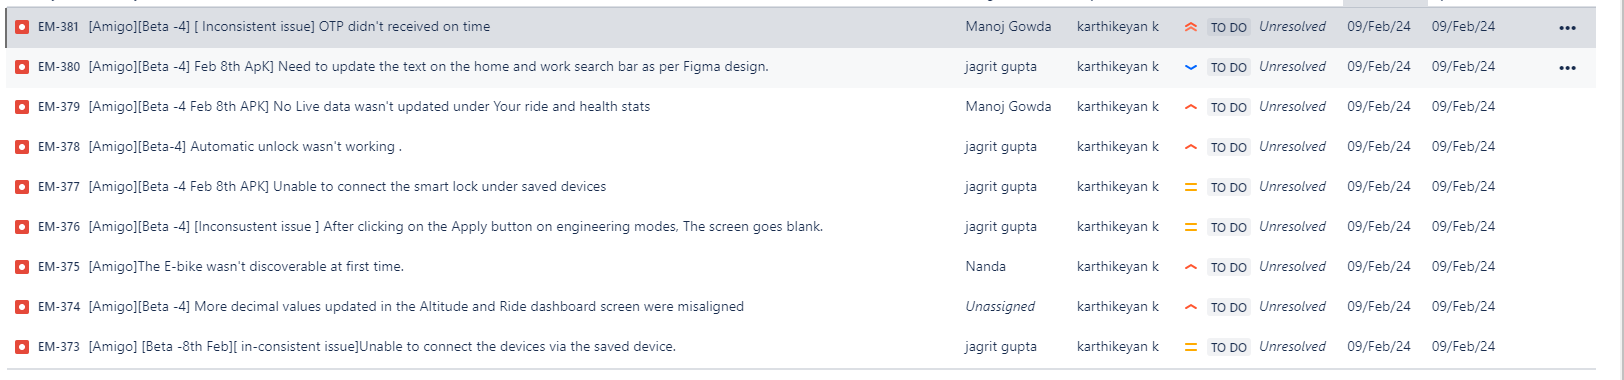 EM-381 [Amigo][Beta -4] [ Inconsistent issue] OTP didn't received on time Manoj Gowda karthikeyan k TO DO Unresolved 09/Feb/24 09/Feb/24
EM-380 [Amigo][Beta -4] Feb 8th ApK] Need to update the text on the home and work search bar as per Figma design. jagrit gupta karthikeyan k TO DO Unresolved 09/Feb/24 09/Feb/24
EM-379 [Amigo][Beta -4 Feb 8th APK] No Live data wasn't updated under Your ride and health stats Manoj Gowda karthikeyan k TO DO Unresolved 09/Feb/24 09/Feb/24
EM-378 [Amigo][Beta-4] Automatic unlock wasn't working . jagrit gupta karthikeyan k TO DO Unresolved 09/Feb/24 09/Feb/24
EM-377 [Amigo][Beta -4 Feb 8th APK] Unable to connect the smart lock under saved devices jagrit gupta karthikeyan k TO DO Unresolved 09/Feb/24 09/Feb/24
EM-376 [Amigo][Beta -4] [Inconsustent issue ] After clicking on the Apply button on engineering modes, The screen goes blank. jagrit gupta karthikeyan k TO DO Unresolved 09/Feb/24 09/Feb/24
EM-375 [Amigo]The E-bike wasn't discoverable at first time. Nanda karthikeyan k TO DO Unresolved 09/Feb/24 09/Feb/24
EM-374 [Amigo][Beta -4] More decimal values updated in the Altitude and Ride dashboard screen were misaligned Unassigned karthikeyan k TO DO Unresolved 09/Feb/24 09/Feb/24
EM-373 [Amigo] [Beta -8th Feb][ in-consistent issue]Unable to connect the devices via the saved device. jagrit gupta karthikeyan k TO DO Unresolved 09/Feb/24 09/Feb/24